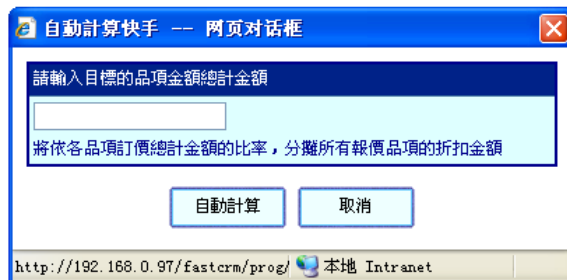 自動計算快手 -- 网页对话框
請輸入目標的品項金額總計金額
將依各品項訂價總計金額的比率，分攤所有報價品項的折扣金額
自動計算
取消
http://192.168.0.97/fastcrm/prog/ 本地 Intranet